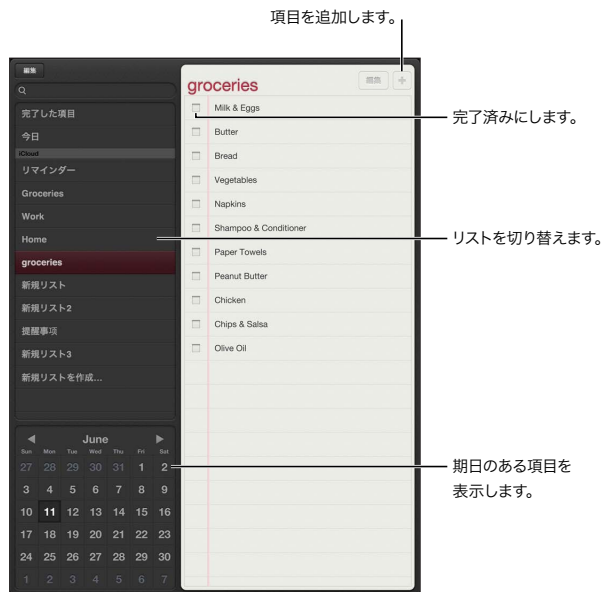 項目を追加します。
編集
groceries
編集
完了した項目
今日
iCloud
リマインダー
Groceries
Work
Home
groceries
新規リスト
新規リスト2
提醒事项
新規リスト3
新規リストを作成...
Milk & Eggs
Butter
Bread
Vegetables
Napkins
Shampoo & Conditioner
Paper Towels
Peanut Butter
Chicken
Chips & Salsa
Olive Oil
完了済みにします。
リストを切り替えます。
期日のある項目を
表示します。
June
Sun Mon Tue Wed Thu Fri Sat
27 28 29 30 31 1 2
3 4 5 6 7 8 9
10 11 12 13 14 15 16
17 18 19 20 21 22 23
24 25 26 27 28 29 30
1 2 3 4 5 6 7